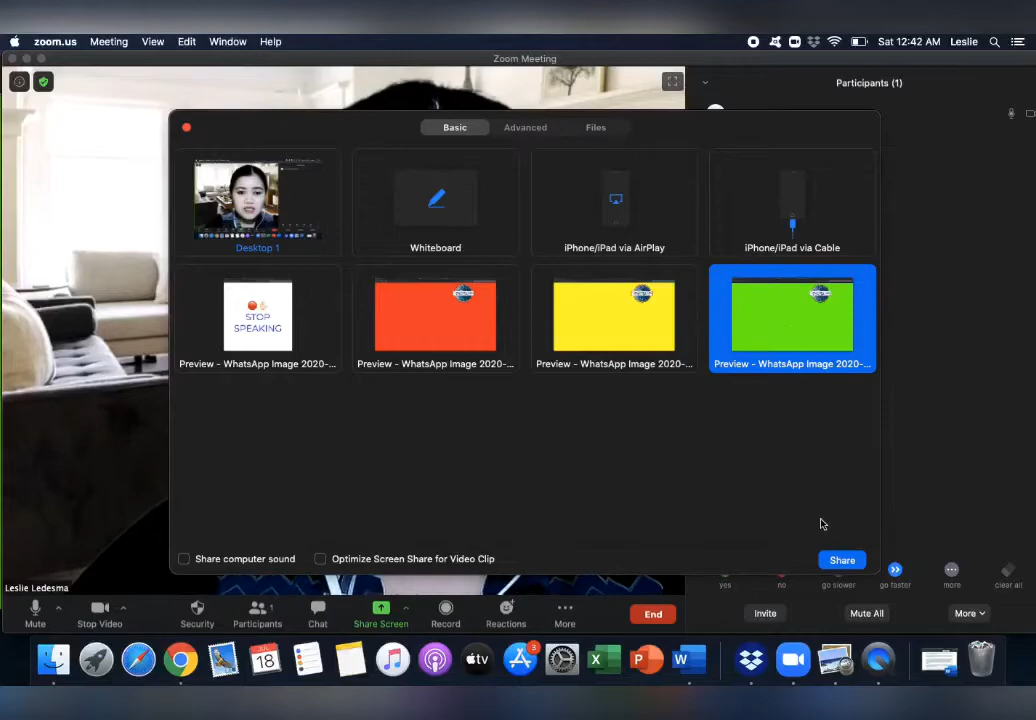 zoom.us Meeting View Edit Window Help Sat 12:42 AM Leslie
Zoom Meeting
Participants (1)
Basic Advanced Files
Desktop 1 Whiteboard iPhone/iPad via AirPlay iPhone/iPad via Cable
STOP
SPEAKING
Preview - WhatsApp Image 2020-... Preview - WhatsApp Image 2020-... Preview - WhatsApp Image 2020-... Preview - WhatsApp Image 2020-...
Share computer sound Optimize Screen Share for Video Clip Share
yes no go slower go faster more clear all
Leslie Ledesma
Mute Stop Video Security Participants 1 Chat Share Screen Record Reactions More End Invite Mute All More
JUL
18
tv
3
X P W